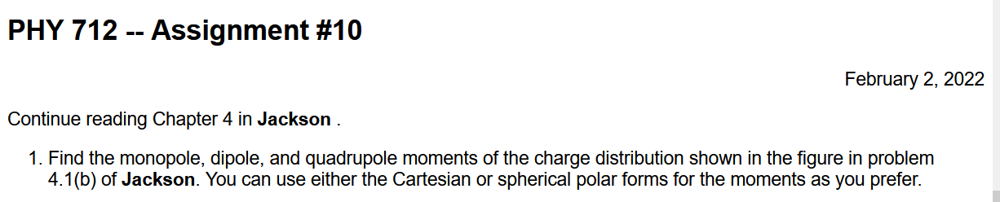 PHY 712 -- Assignment #10
February 2, 2022
Continue reading Chapter 4 in Jackson .
1. Find the monopole, dipole, and quadrupole moments of the charge distribution shown in the figure in problem
4.1(b) of Jackson. You can use either the Cartesian or spherical polar forms for the moments as you prefer.